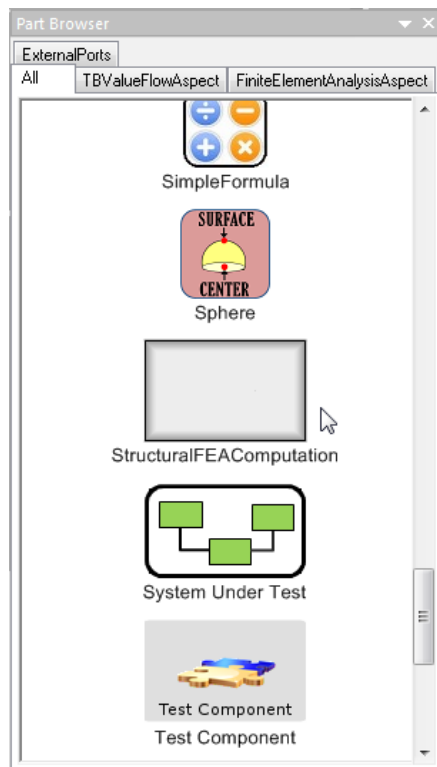 Part Browser
ExternalPorts
All TBValueFlowAspect FiniteElementAnalysisAspect
SimpleFormula
SURFACE
CENTER
Sphere
StructuralFEAComputation
System Under Test
Test Component
Test Component